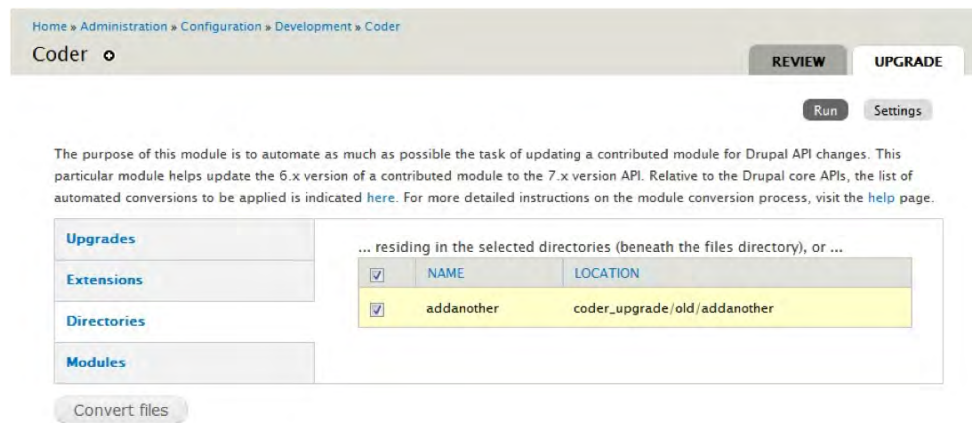 Home » Administration » Configuration » Development » Coder
Coder
REVIEW
UPGRADE
Run
Settings
The purpose of this module is to automate as much as possible the task of updating a contributed module for Drupal API changes. This
particular module helps update the 6.x version of a contributed module to the 7.x version API. Relative to the Drupal core APIs, the list of
automated conversions to be applied is indicated here. For more detailed instructions on the module conversion process, visit the help page.
Upgrades
Extensions
Directories
Modules
... residing in the selected directories (beneath the files directory), or ...
NAME LOCATION
addanother coder_upgrade/old/addanother
Convert files